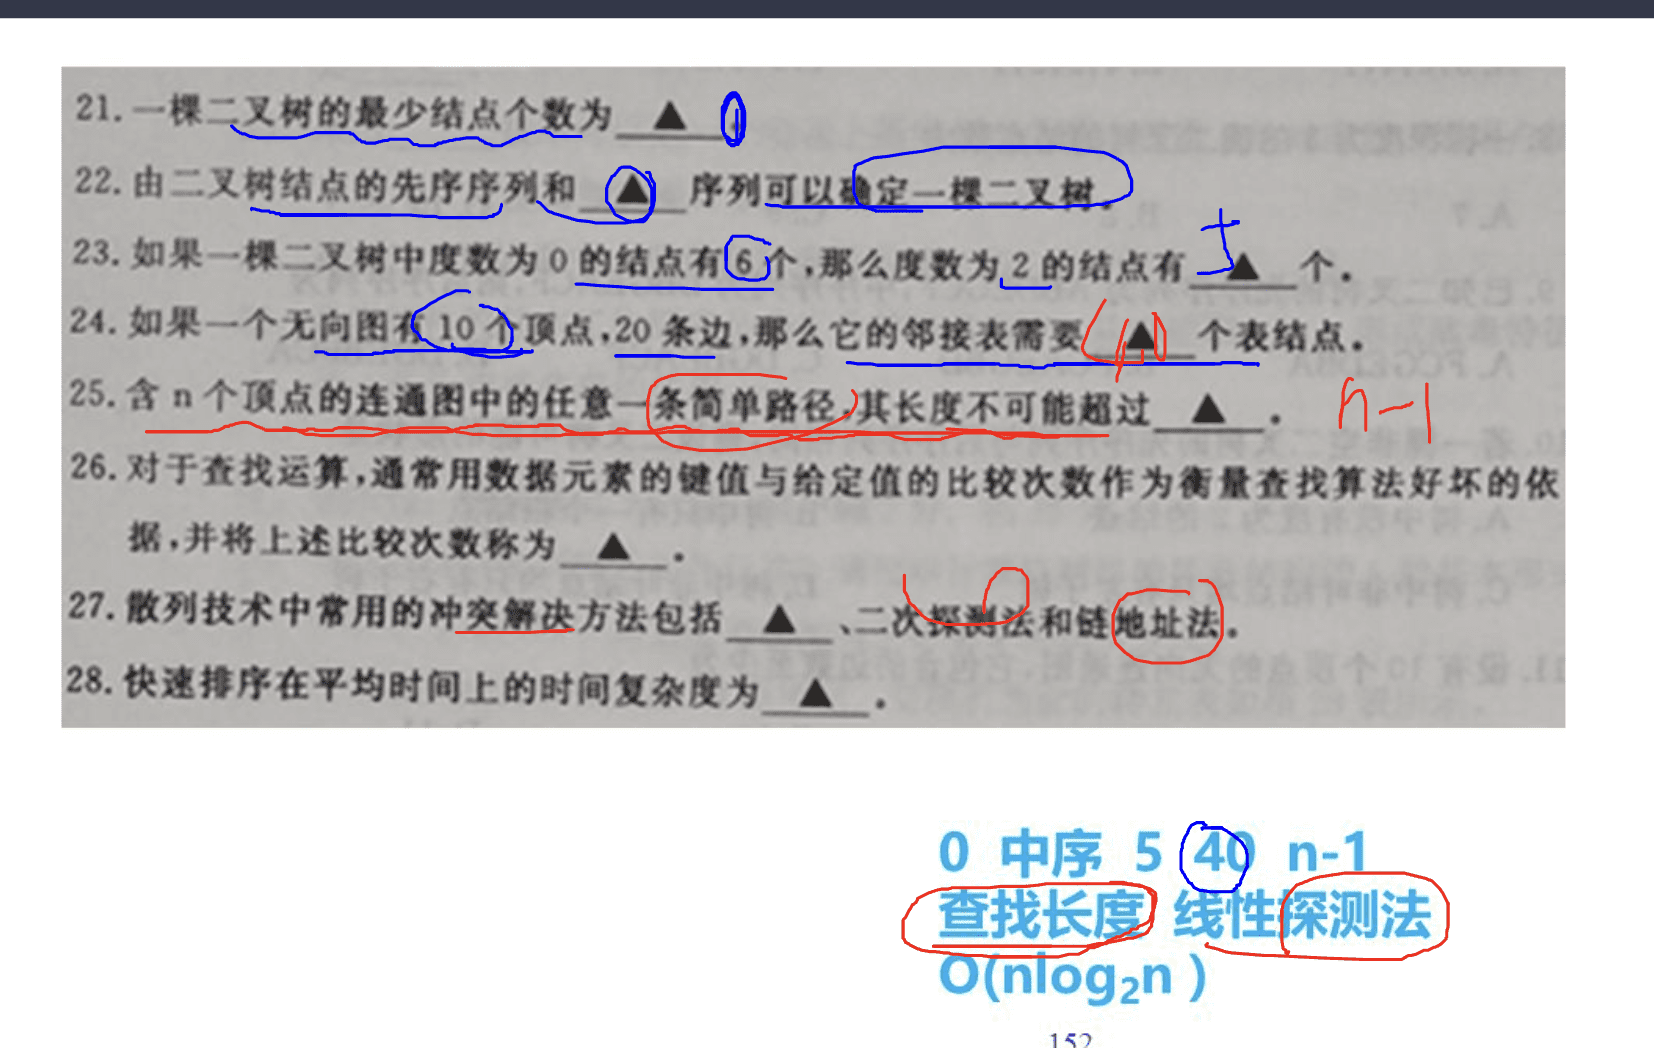 21. 一棵二叉树的最少结点个数为 ▲ 。 0
22. 由二叉树结点的先序序列和 ▲ 序列可以确定一棵二叉树。
23. 如果一棵二叉树中度数为 0 的结点有 6 个,那么度数为 2 的结点有 ▲ 个。
24. 如果一个无向图有 10 个顶点,20 条边,那么它的邻接表需要 ▲ 个表结点。 40
25. 含 n 个顶点的连通图中的任意一条简单路径,其长度不可能超过 ▲ 。 n-1
26. 对于查找运算,通常用数据元素的键值与给定值的比较次数作为衡量查找算法好坏的依
据,并将上述比较次数称为 ▲ 。
27. 散列技术中常用的冲突解决方法包括 ▲ 、二次探测法和链地址法。
28. 快速排序在平均时间上的时间复杂度为 ▲ 。
0 中序 5 40 n-1
查找长度 线性探测法
O(nlog₂n )
152